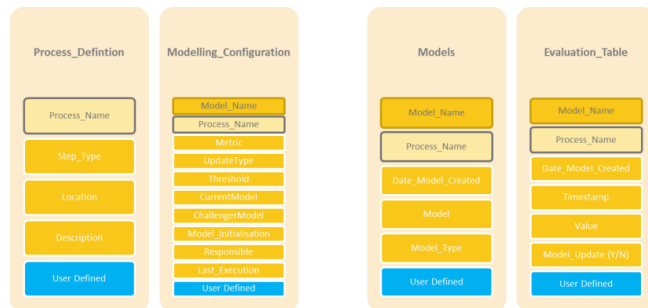 Process_Defintion
Process_Name
Step_Type
Location
Description
User Defined
Modelling_Configuration
Model_Name
Process_Name
Metric
UpdateType
Threshold
CurrentModel
ChallengerModel
Model_Initialisation
Responsible
Last_Execution
User Defined
Models
Model_Name
Process_Name
Date_Model_Created
Model
Model_Type
User Defined
Evaluation_Table
Model_Name
Process_Name
Date_Model_Created
Timestamp
Value
Model_Update (Y/N)
User Defined